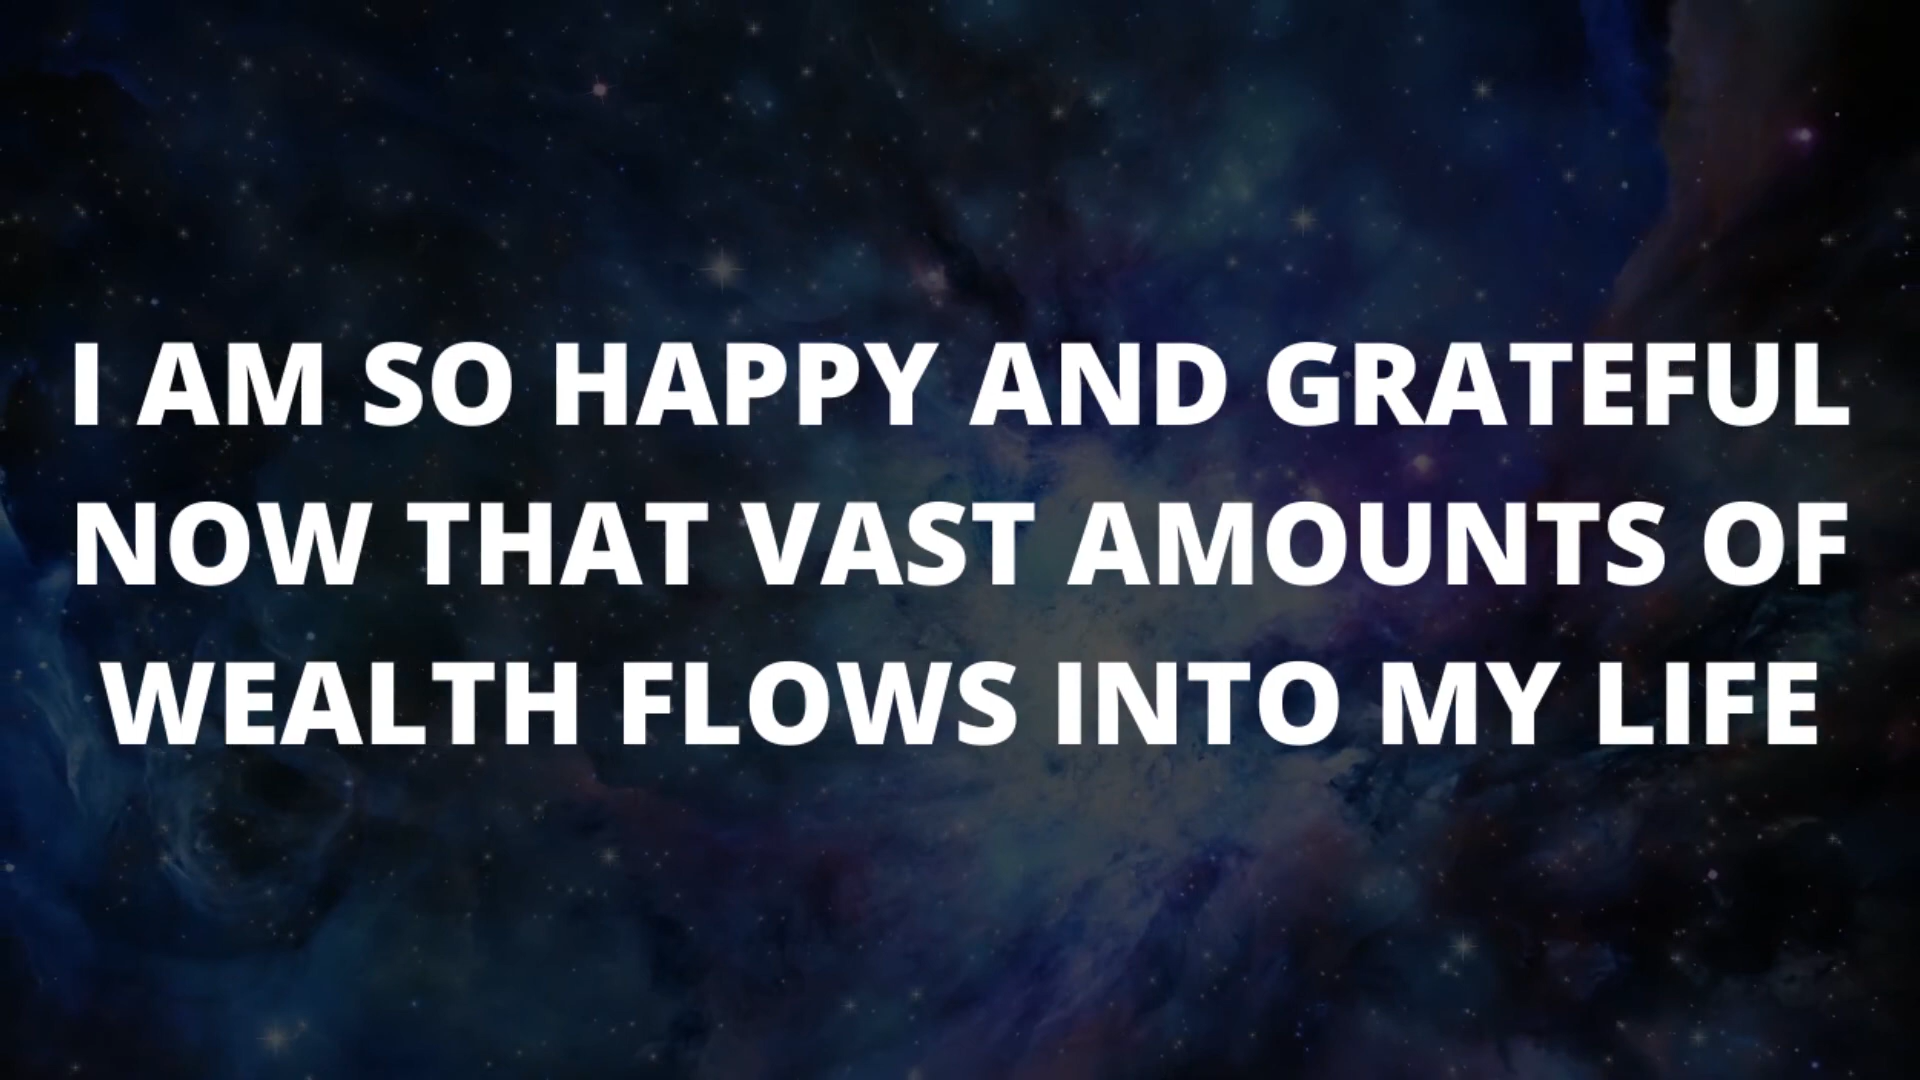 I AM SO HAPPY AND GRATEFUL
NOW THAT VAST AMOUNTS OF
WEALTH FLOWS INTO MY LIFE